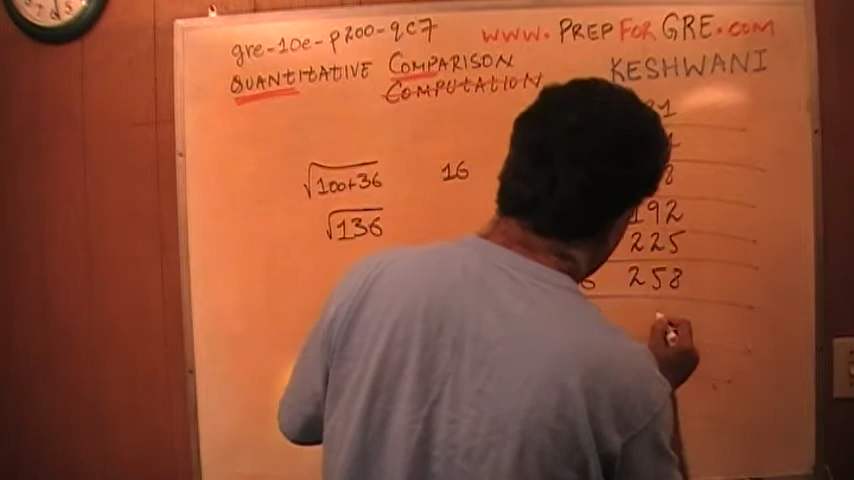 gre-10e-p200-qc7
www.PREPFORGRE.com
QUANTITATIVE COMPARISON
COMPUTATION
KESHWANI
√100+36
16
√136
192
225
258